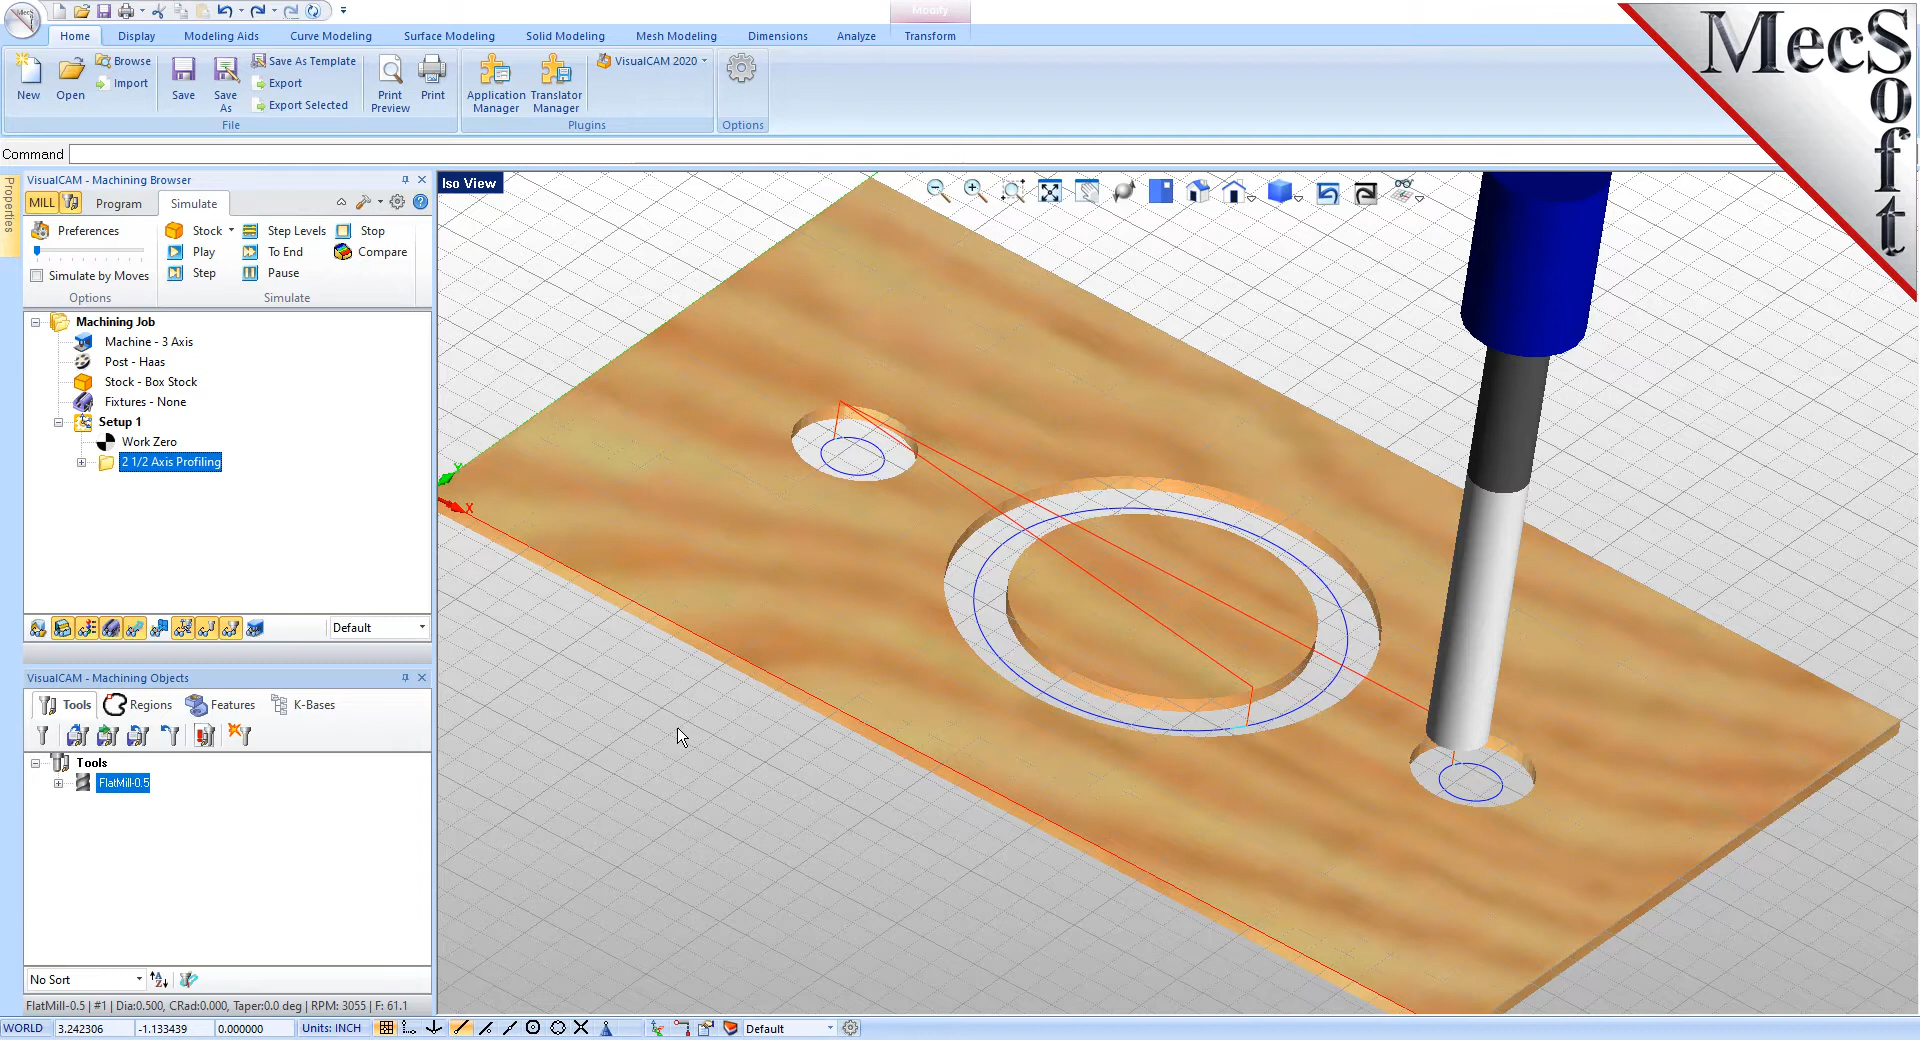 Modify
Home Display Modeling Aids Curve Modeling Surface Modeling Solid Modeling Mesh Modeling Dimensions Analyze Transform
New Open Browse Import Save Save As Save As Template Export Export Selected Print Preview Print Application Manager Translator Manager VisualCAM 2020
File Plugins Options
MecSoft
Command
Properties
VisualCAM - Machining Browser
MILL Program Simulate
Preferences Stock Step Levels Stop
Play To End Compare
Simulate by Moves Step Pause
Options Simulate
Machining Job
Machine - 3 Axis
Post - Haas
Stock - Box Stock
Fixtures - None
Setup 1
Work Zero
2 1/2 Axis Profiling
Default
Iso View
Y
X
VisualCAM - Machining Objects
Tools Regions Features K-Bases
Tools
FlatMill-0.5
No Sort
FlatMill-0.5 | #1 | Dia:0.500, CRad:0.000, Taper:0.0 deg | RPM: 3055 | F: 61.1
WORLD 3.242306 -1.133439 0.000000 Units: INCH Default